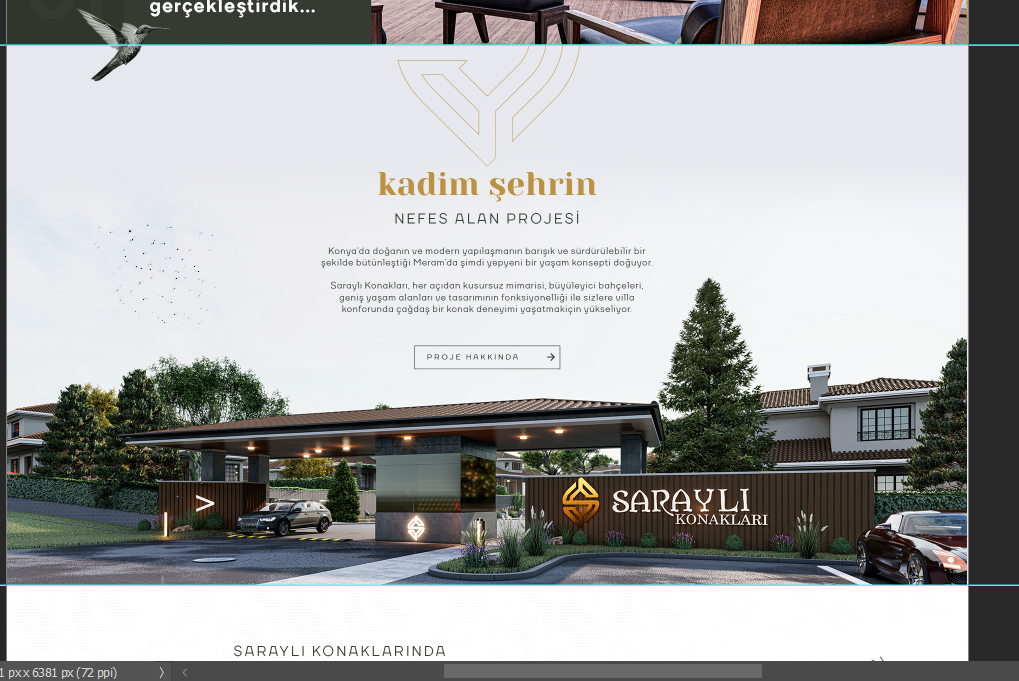 gerçekleştirdik...
kadim şehrin
NEFES ALAN PROJESİ
Konya'da doğanın ve modern yapılaşmanın barışık ve sürdürülebilir bir
şekilde bütünleştiği Meram'da şimdi yepyeni bir yaşam konsepti doğuyor.
Saraylı Konakları, her açıdan kusursuz mimarisi, büyüleyici bahçeleri,
geniş yaşam alanları ve tasarımının fonksiyonelliği ile sizlere villa
konforunda çağdaş bir konak deneyimi yaşatmakiçin yükseliyor.
PROJE HAKKINDA
SARAYLI
KONAKLARI
SARAYLI KONAKLARINDA
1 px x 6381 px (72 ppi)